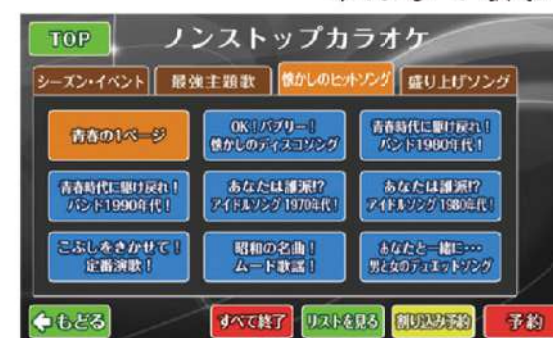 TOP
ノンストップカラオケ
シーズン・イベント
最強主題歌
懐かしのヒットソング
盛り上げソング
青春の1ページ
OK!バブリー!
懐かしのディスコソング
青春時代に駆け戻れ!
バンド1980年代!
青春時代に駆け戻れ!
バンド1990年代!
あなたは誰派!?
アイドルソング 1970年代!
あなたは誰派!?
アイドルソング 1980年代!
こぶしをきかせて!
定番演歌!
昭和の名曲!
ムード歌謡!
あなたと一緒に…
男と女のデュエットソング
もどる
すべて終了
リストを見る
割り込み予約
予約